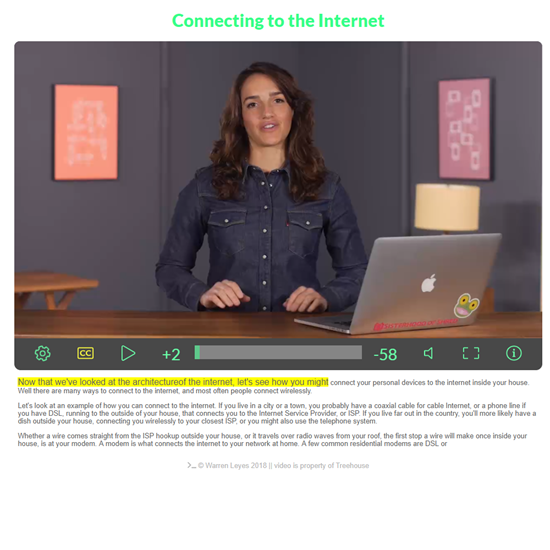 Connecting to the Internet
CC
+2
-58
Now that we've looked at the architectureof the internet, let's see how you might connect your personal devices to the internet inside your house.
Well there are many ways to connect to the internet, and most often people connect wirelessly.
Let's look at an example of how you can connect to the internet. If you live in a city or a town, you probably have a coaxial cable for cable Internet, or a phone line if
you have DSL, running to the outside of your house, that connects you to the Internet Service Provider, or ISP. If you live far out in the country, you'll more likely have a
dish outside your house, connecting you wirelessly to your closest ISP, or you might also use the telephone system.
Whether a wire comes straight from the ISP hookup outside your house, or it travels over radio waves from your roof, the first stop a wire will make once inside your
house, is at your modem. A modem is what connects the internet to your network at home. A few common residential modems are DSL or
>_ © Warren Leyes 2018 || video is property of Treehouse